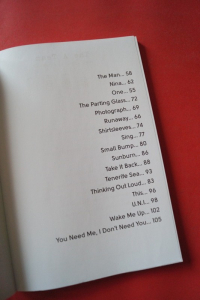 The Man... 58
Nina... 62
One... 55
The Parting Glass... 72
Photograph... 69
Runaway... 66
Shirtsleeves... 74
Sing... 77
Small Bump... 80
Sunburn... 86
Take It Back... 88
Tenerife Sea... 93
Thinking Out Loud... 83
This... 96
U.N.I... 98
Wake Me Up... 102
You Need Me, I Don't Need You... 105